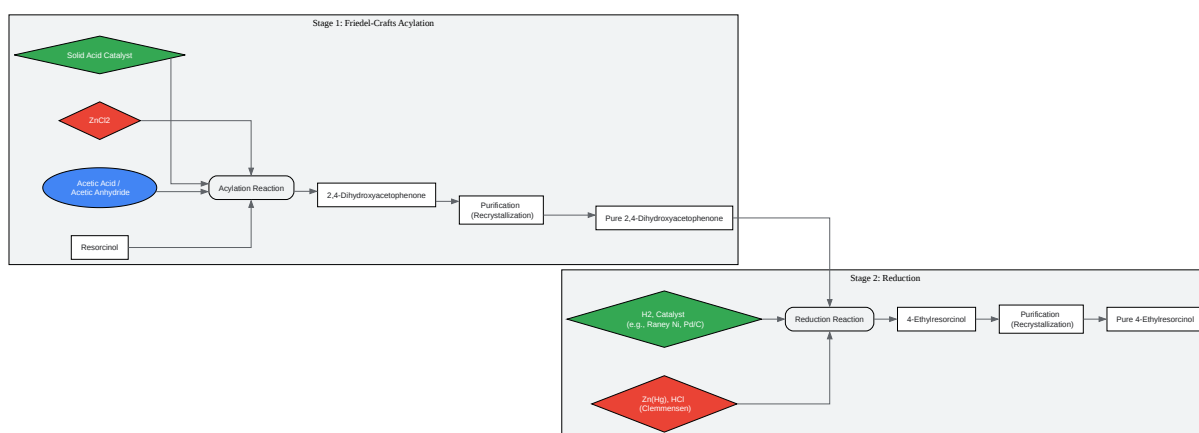 Stage 1: Friedel-Crafts Acylation
Solid Acid Catalyst
ZnCl2
Acetic Acid /
Acetic Anhydride
Resorcinol
Acylation Reaction
2,4-Dihydroxyacetophenone
Purification
(Recrystallization)
Pure 2,4-Dihydroxyacetophenone
Stage 2: Reduction
H2, Catalyst
(e.g., Raney Ni, Pd/C)
Zn(Hg), HCl
(Clemmensen)
Reduction Reaction
4-Ethylresorcinol
Purification
(Recrystallization)
Pure 4-Ethylresorcinol